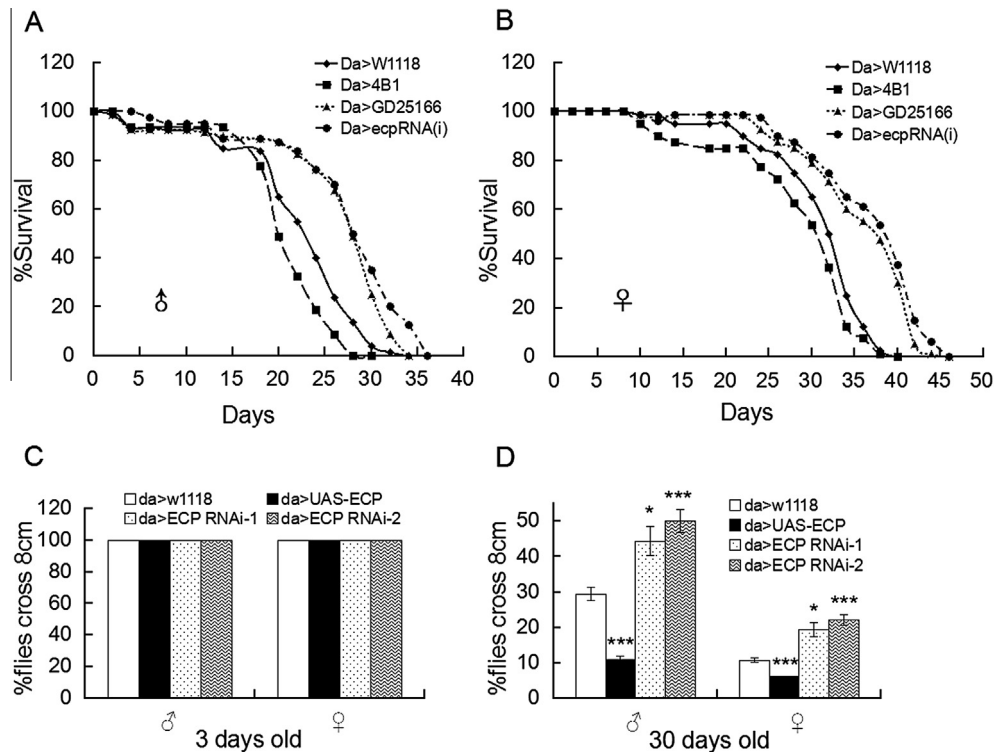 A
120
100
80
60
40
20
0
%Survival
0 5 10 15 20 25 30 35 40
Days
♂
Da>W1118
Da>4B1
Da>GD25166
Da>ecpRNA(i)
B
120
100
80
60
40
20
0
%Survival
0 5 10 15 20 25 30 35 40 45 50
Days
♀
Da>W1118
Da>4B1
Da>GD25166
Da>ecpRNA(i)
C
da>w1118 da>UAS-ECP
da>ECP RNAi-1 da>ECP RNAi-2
120
100
80
60
40
20
0
%flies cross 8cm
♂ ♀
3 days old
D
da>w1118
da>UAS-ECP
da>ECP RNAi-1
da>ECP RNAi-2
50
40
30
20
10
0
%flies cross 8cm
*** * ***
*** * ***
♂ ♀
30 days old